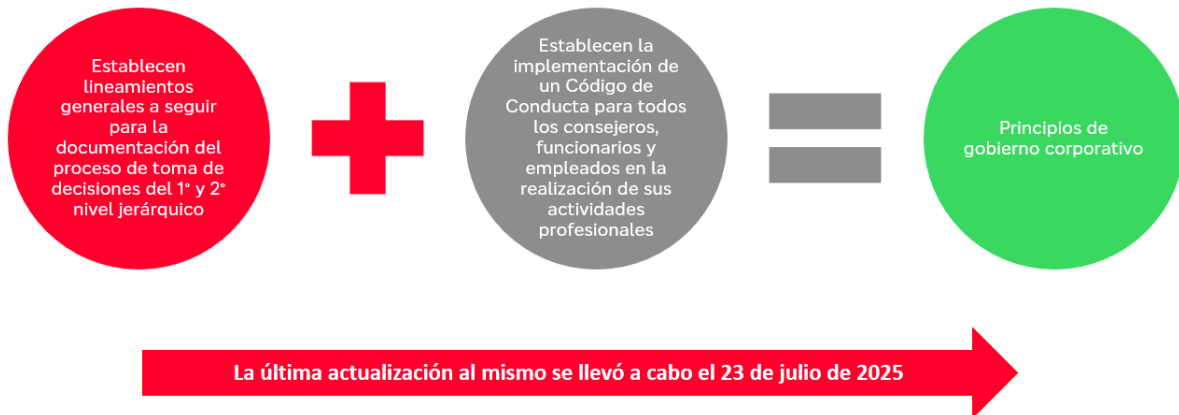 Establecen
lineamientos
generales a seguir
para la
documentación del
proceso de toma de
decisiones del 1° y 2°
nivel jerárquico
Establecen la
implementación de
un Código de
Conducta para todos
los consejeros,
funcionarios y
empleados en la
realización de sus
actividades
profesionales
Principios de
gobierno corporativo
La última actualización al mismo se llevó a cabo el 23 de julio de 2025